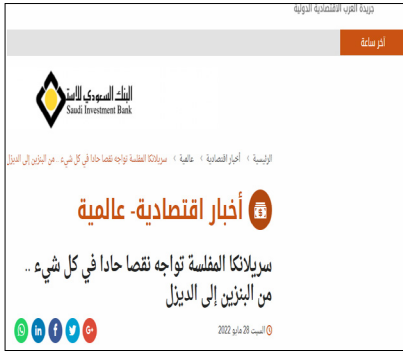 جريدة العرب الاقتصادية الدولية
اخر ساعة
البنك السعودي للاستثمار
Saudi Investment Bank
الرئيسية > أخبار اقتصادية > عالمية > سريلانكا المفلسة تواجه نقصا حادا في كل شيء .. من البنزين إلى الديزل
أخبار اقتصادية- عالمية
سريلانكا المفلسة تواجه نقصا حادا في كل شيء ..
من البنزين إلى الديزل
السبت 28 مايو 2022